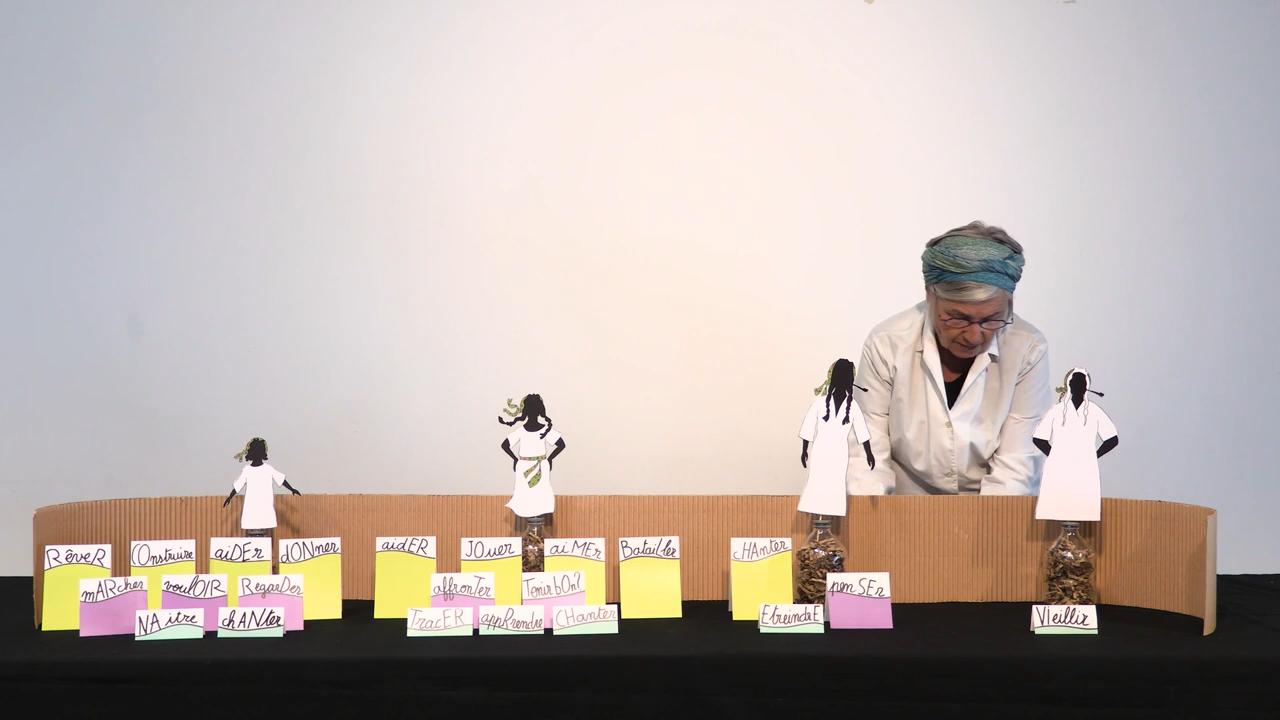 RêveR
COnstruire
aiDEr
dONner
mARcher
voulOIR
RegarDer
NAître
chANter
aidER
JOuer
aiMEr
Batailler
affronTer
Tenir bOn
TracER
appRendre
CHanter
cHAnter
penSEr
EtreindrE
VIeillir